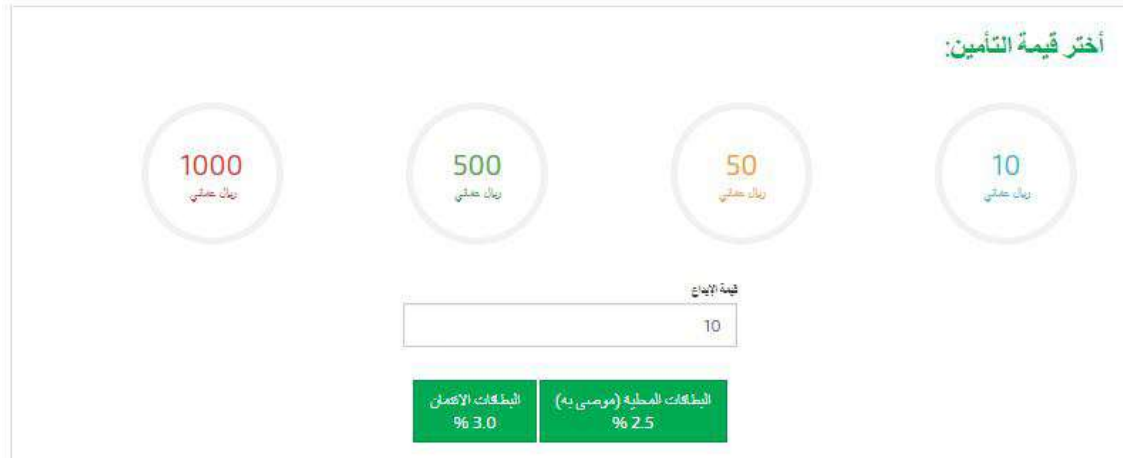 أختر قيمة التأمين:
10
ريال عماني
50
ريال عماني
500
ريال عماني
1000
ريال عماني
قيمة الإيداع
10
البطاقات المحلية (موصى به)
% 2.5
البطاقات الائتمان
% 3.0